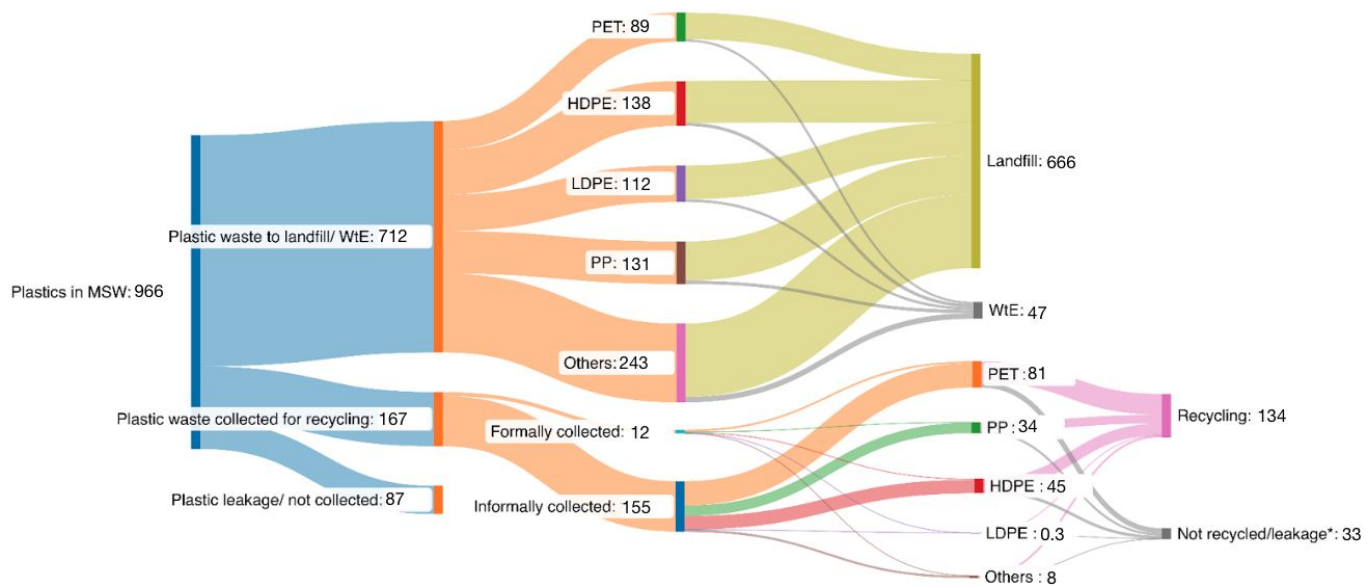 PET: 89
HDPE: 138
LDPE: 112
Landfill: 666
Plastic waste to landfill/ WtE: 712
PP: 131
Plastics in MSW: 966
WtE: 47
Others: 243
PET : 81
Plastic waste collected for recycling: 167
Formally collected: 12
PP : 34
Recycling: 134
Plastic leakage/ not collected: 87
Informally collected: 155
HDPE : 45
LDPE : 0.3
Not recycled/leakage*: 33
Others : 8